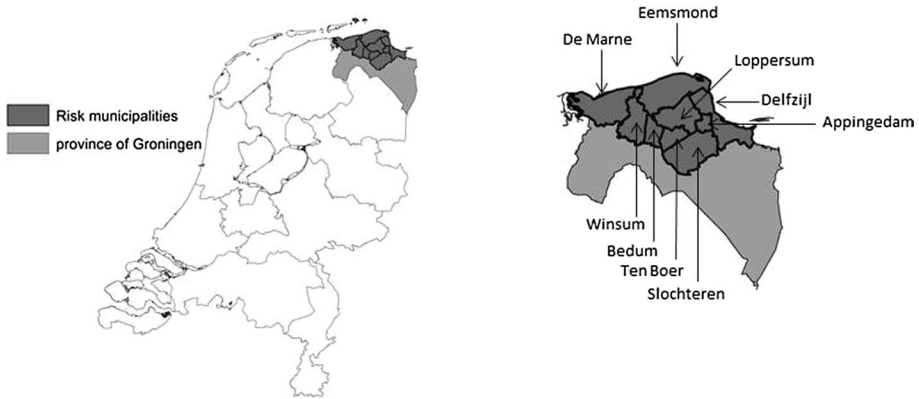 Risk municipalities
province of Groningen
Eemsmond
De Marne
Loppersum
Delfzijl
Appingedam
Winsum
Bedum
Ten Boer
Slochteren